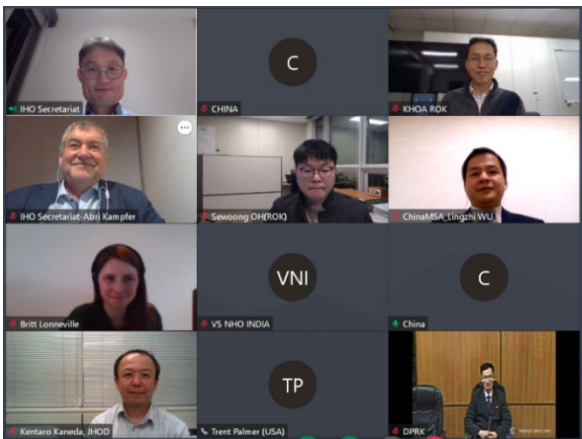 C
IHO Secretariat
CHINA
KHOA ROK
IHO Secretariat-Abri Kampfer
Sewoong OH(ROK)
ChinaMSA_Lingzhi WU
VNI
C
Britt Lonneville
VS NHO INDIA
China
TP
Kentaro Kaneda, JHOD
Trent Palmer (USA)
DPRK